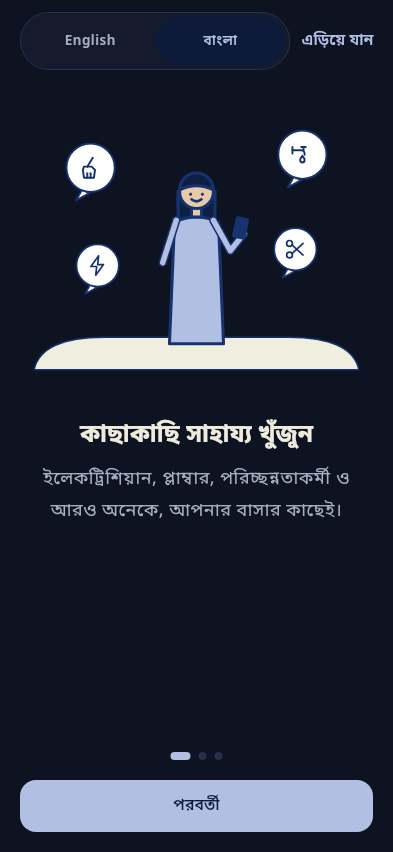 English
বাংলা
এড়িয়ে যান
কাছাকাছি সাহায্য খুঁজুন
ইলেকট্রিশিয়ান, প্লাম্বার, পরিচ্ছন্নতাকর্মী ও
আরও অনেকে, আপনার বাসার কাছেই।
পরবর্তী